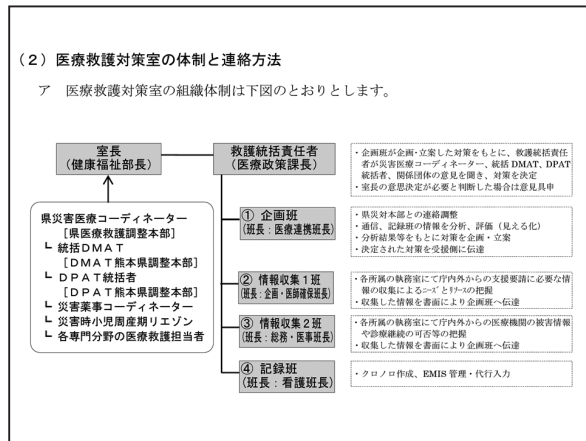 （２）医療救護対策室の体制と連絡方法
ア　医療救護対策室の組織体制は下図のとおりとします。
室長
（健康福祉部長）
救護統括責任者
（医療政策課長）
・企画班が企画・立案した対策をもとに、救護統括責任
者が災害医療コーディネーター、統括 DMAT、DPAT
統括者、関係団体の意見を聞き、対策を決定
・室長の意思決定が必要と判断した場合は意見具申
県災害医療コーディネーター
［県医療救護調整本部］
┗ 統括ＤＭＡＴ
［ＤＭＡＴ熊本県調整本部］
┗ ＤＰＡＴ統括者
［ＤＰＡＴ熊本県調整本部］
┗ 災害薬事コーディネーター
┗ 災害時小児周産期リエゾン
┗ 各専門分野の医療救護担当者
① 企画班
（班長：医療連携班長）
・県災対本部との連絡調整
・通信、記録班の情報を分析、評価（見える化）
・分析結果等をもとに対策を企画・立案
・決定された対策を受援側に伝達
② 情報収集１班
（班長：企画・医師確保班長）
・各所属の執務室にて庁内外からの支援要請に必要な情
報の収集によるﾆｰｽﾞとﾘｿｰｽの把握
・収集した情報を書面により企画班へ伝達
③ 情報収集２班
（班長：総務・医事班長）
・各所属の執務室にて庁内外からの医療機関の被害情報
や診療継続の可否等の把握
・収集した情報を書面により企画班へ伝達
④ 記録班
（班長：看護班長）
・クロノロ作成、EMIS 管理・代行入力